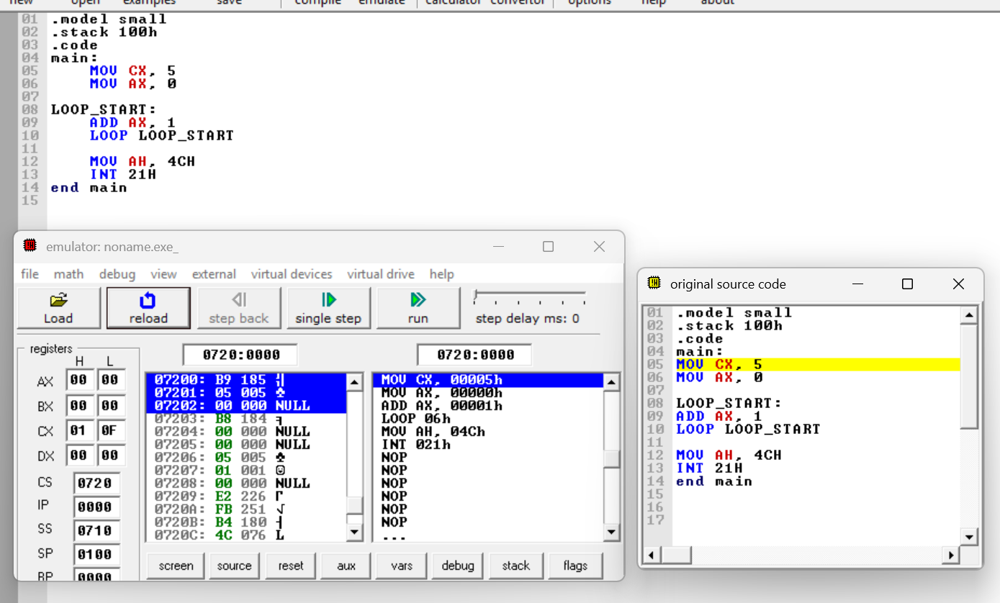 new open examples save compile emulate calculator convertor options help about
01 .model small
02 .stack 100h
03 .code
04 main:
05 MOV CX, 5
06 MOV AX, 0
07
08 LOOP_START:
09 ADD AX, 1
10 LOOP LOOP_START
11
12 MOV AH, 4CH
13 INT 21H
14 end main
15
emulator: noname.exe_
file math debug view external virtual devices virtual drive help
Load reload step back single step run step delay ms: 0
registers
H L
AX 00 00
BX 00 00
CX 01 0F
DX 00 00
CS 0720
IP 0000
SS 0710
SP 0100
BP 0000
0720:0000
07200: B9 185 ╣
07201: 05 005 ♣
07202: 00 000 NULL
07203: B8 184 ╕
07204: 00 000 NULL
07205: 00 000 NULL
07206: 05 005 ♣
07207: 01 001 ☺
07208: 00 000 NULL
07209: E2 226 Γ
0720A: FB 251 √
0720B: B4 180 ┤
0720C: 4C 076 L
0720:0000
MOV CX, 00005h
MOV AX, 00000h
ADD AX, 00001h
LOOP 06h
MOV AH, 04Ch
INT 021h
NOP
NOP
NOP
NOP
NOP
NOP
...
screen source reset aux vars debug stack flags
original source code
01 .model small
02 .stack 100h
03 .code
04 main:
05 MOV CX, 5
06 MOV AX, 0
07
08 LOOP_START:
09 ADD AX, 1
10 LOOP LOOP_START
11
12 MOV AH, 4CH
13 INT 21H
14 end main
15
16
17